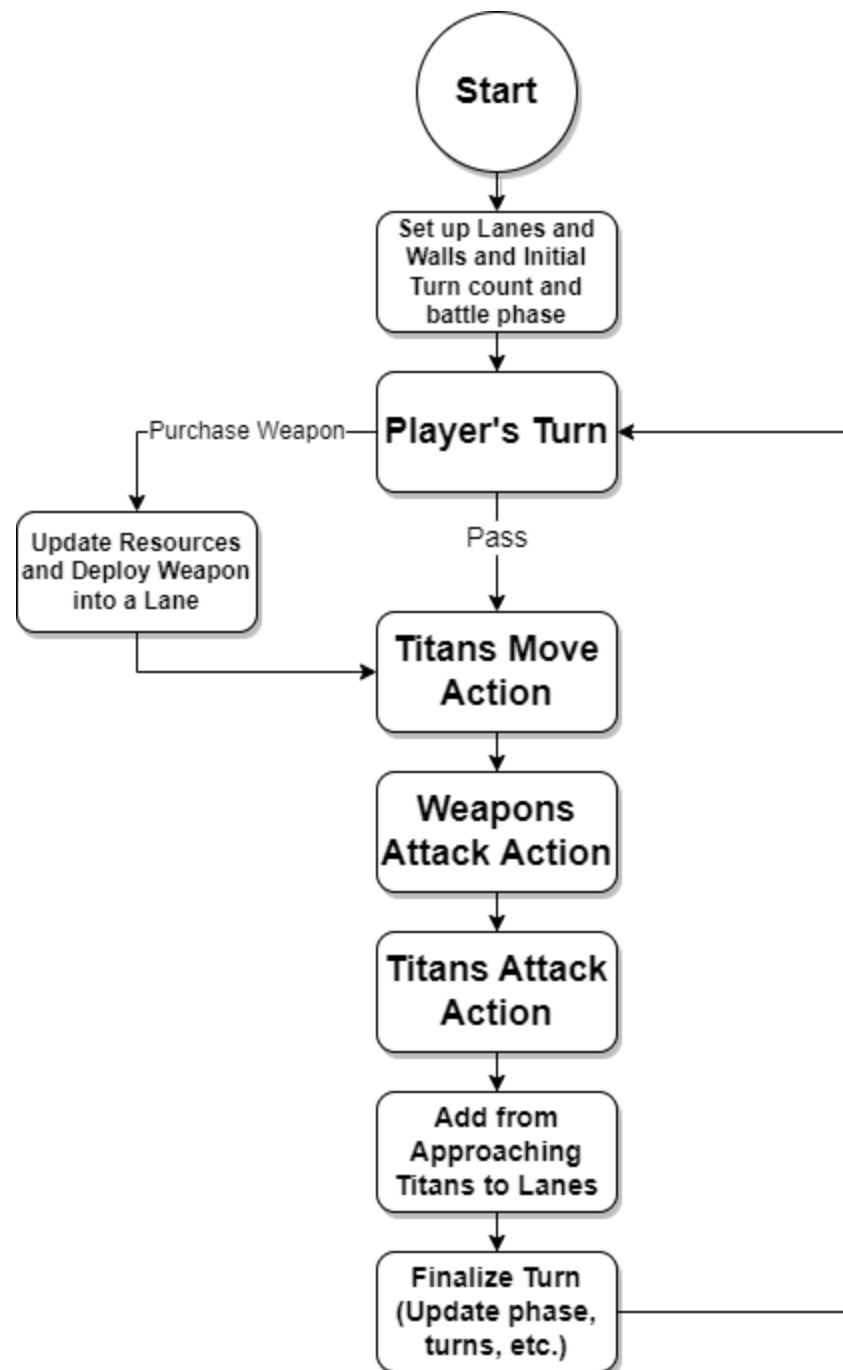 Start
Set up Lanes and
Walls and Initial
Turn count and
battle phase
Player's Turn
Purchase Weapon
Update Resources
and Deploy Weapon
into a Lane
Pass
Titans Move
Action
Weapons
Attack Action
Titans Attack
Action
Add from
Approaching
Titans to Lanes
Finalize Turn
(Update phase,
turns, etc.)